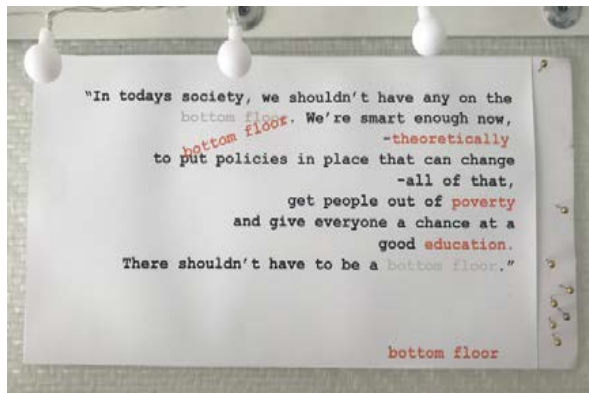 "In todays society, we shouldn't have any on the
bottom floor. We're smart enough now,
bottom floor
-theoretically
to put policies in place that can change
-all of that,
get people out of poverty
and give everyone a chance at a
good education.
There shouldn't have to be a bottom floor."
bottom floor